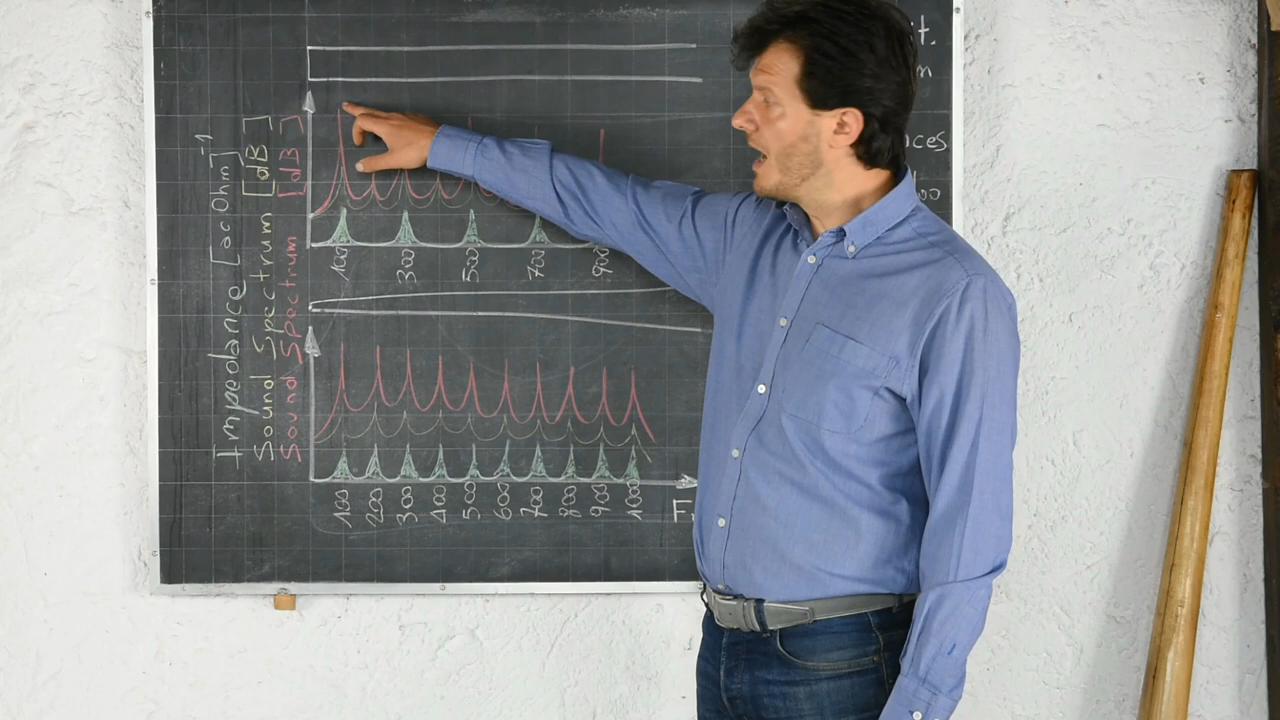 Impedance [ac.Ohm]⁻¹
Sound Spectrum [dB]
Sound Spectrum [dB]
100 300 500 700 900
100 200 300 400 500 600 700 800 900 1000
F
it.
m
ces